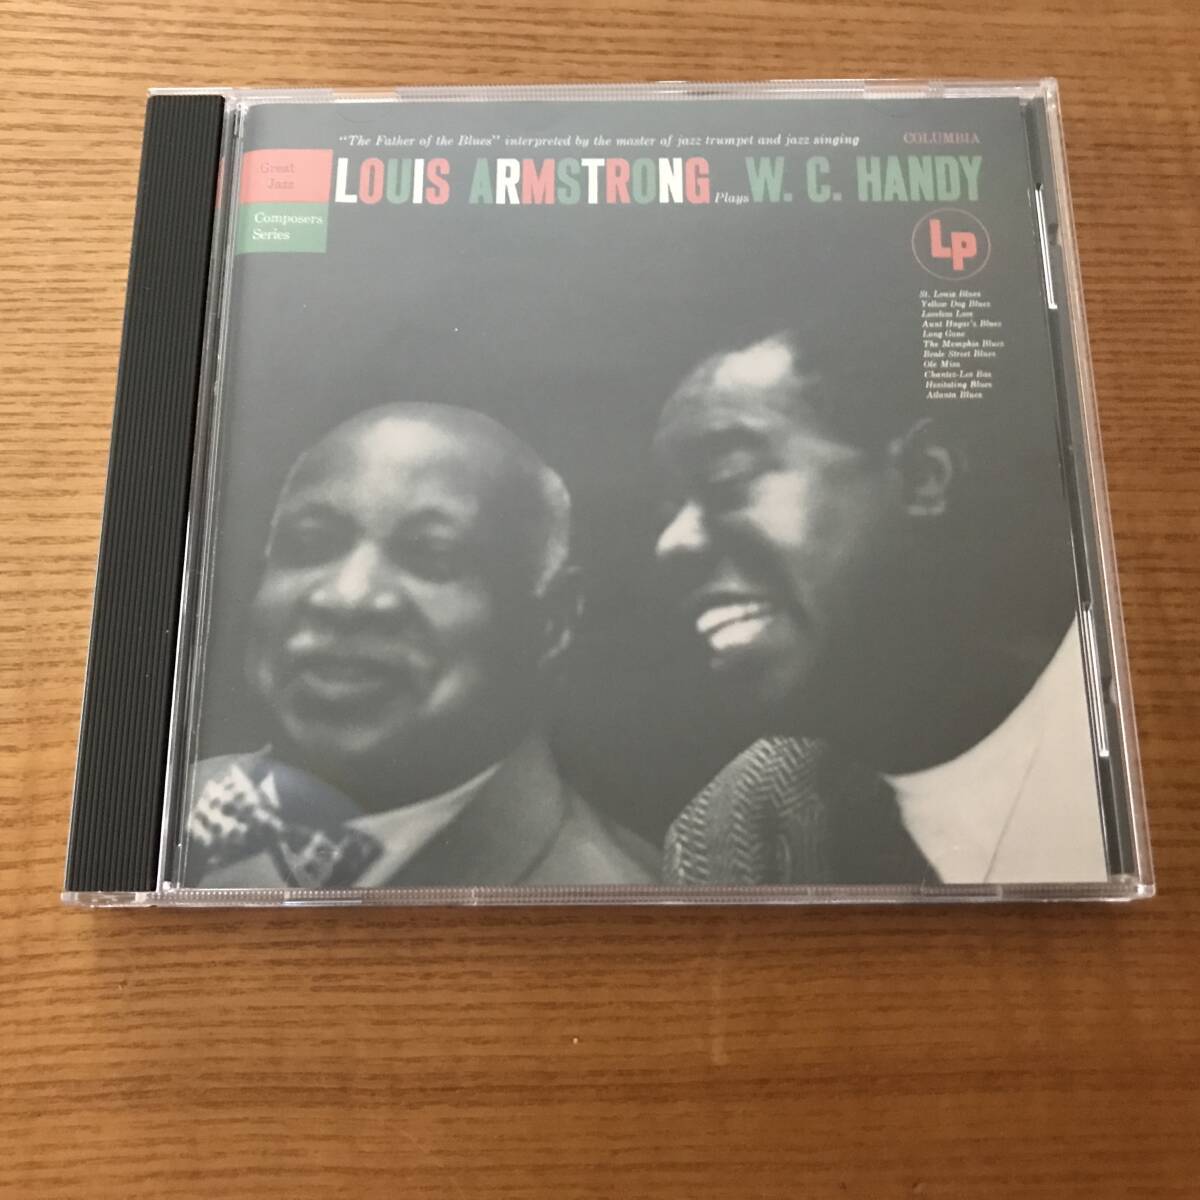 "The Father of the Blues" interpreted by the master of jazz trumpet and jazz singing
COLUMBIA
Great
Jazz
Composers
Series
LOUIS ARMSTRONG Plays W. C. HANDY
LP
St. Louis Blues
Yellow Dog Blues
Loveless Love
Aunt Hagar's Blues
Long Gone
The Memphis Blues
Beale Street Blues
Ole Miss
Chantez-Les Bas
Hesitating Blues
Atlanta Blues